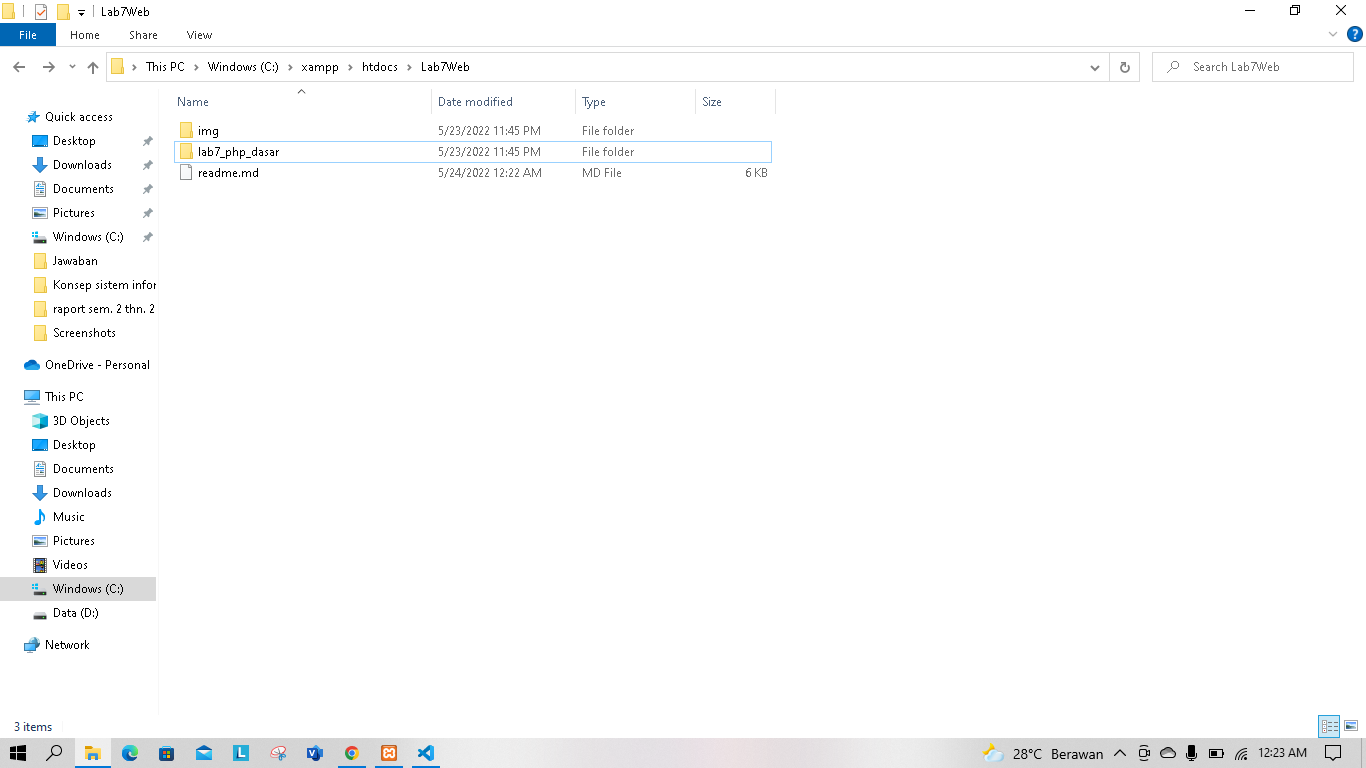 Lab7Web
File Home Share View
This PC > Windows (C:) > xampp > htdocs > Lab7Web
Search Lab7Web
Name Date modified Type Size
img 5/23/2022 11:45 PM File folder
lab7_php_dasar 5/23/2022 11:45 PM File folder
readme.md 5/24/2022 12:22 AM MD File 6 KB
Quick access
Desktop
Downloads
Documents
Pictures
Windows (C:)
Jawaban
Konsep sistem infor
raport sem. 2 thn. 2
Screenshots
OneDrive - Personal
This PC
3D Objects
Desktop
Documents
Downloads
Music
Pictures
Videos
Windows (C:)
Data (D:)
Network
3 items
28°C Berawan 12:23 AM